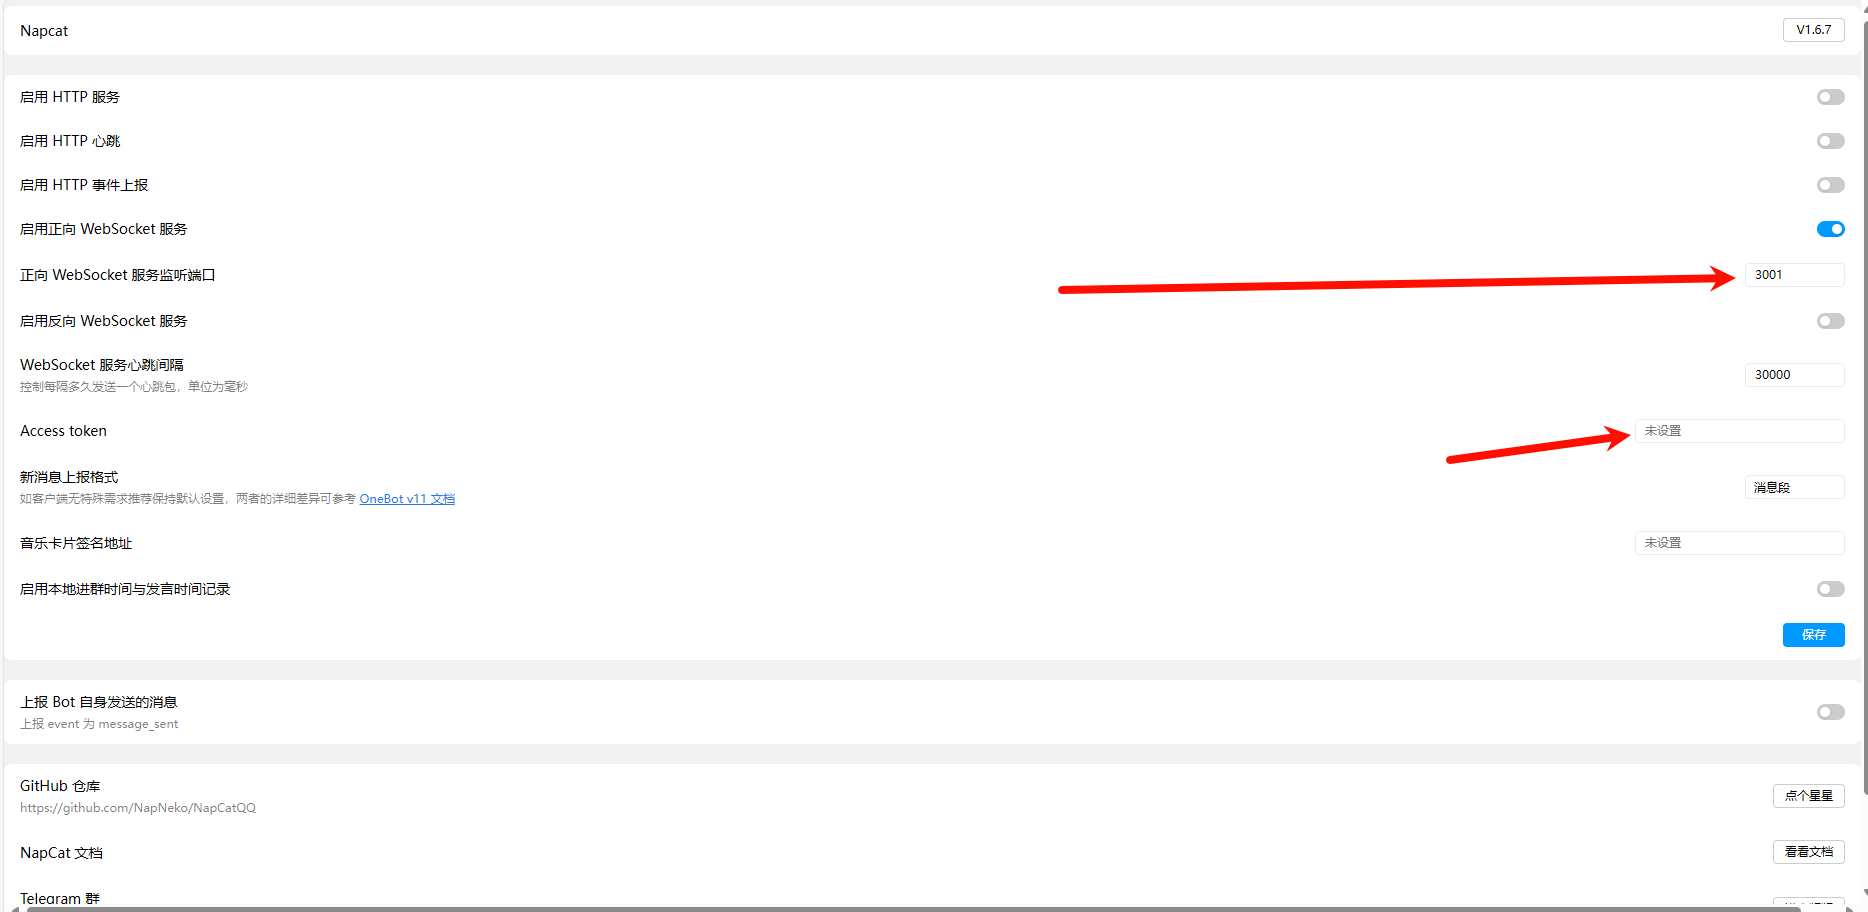 Napcat
V1.6.7
启用 HTTP 服务
启用 HTTP 心跳
启用 HTTP 事件上报
启用正向 WebSocket 服务
正向 WebSocket 服务监听端口
3001
启用反向 WebSocket 服务
WebSocket 服务心跳间隔
控制每隔多久发送一个心跳包，单位为毫秒
30000
Access token
未设置
新消息上报格式
如客户端无特殊需求推荐保持默认设置，两者的详细差异可参考 OneBot v11 文档
消息段
音乐卡片签名地址
未设置
启用本地进群时间与发言时间记录
保存
上报 Bot 自身发送的消息
上报 event 为 message_sent
GitHub 仓库
https://github.com/NapNeko/NapCatQQ
点个星星
NapCat 文档
看看文档
Telegram 群